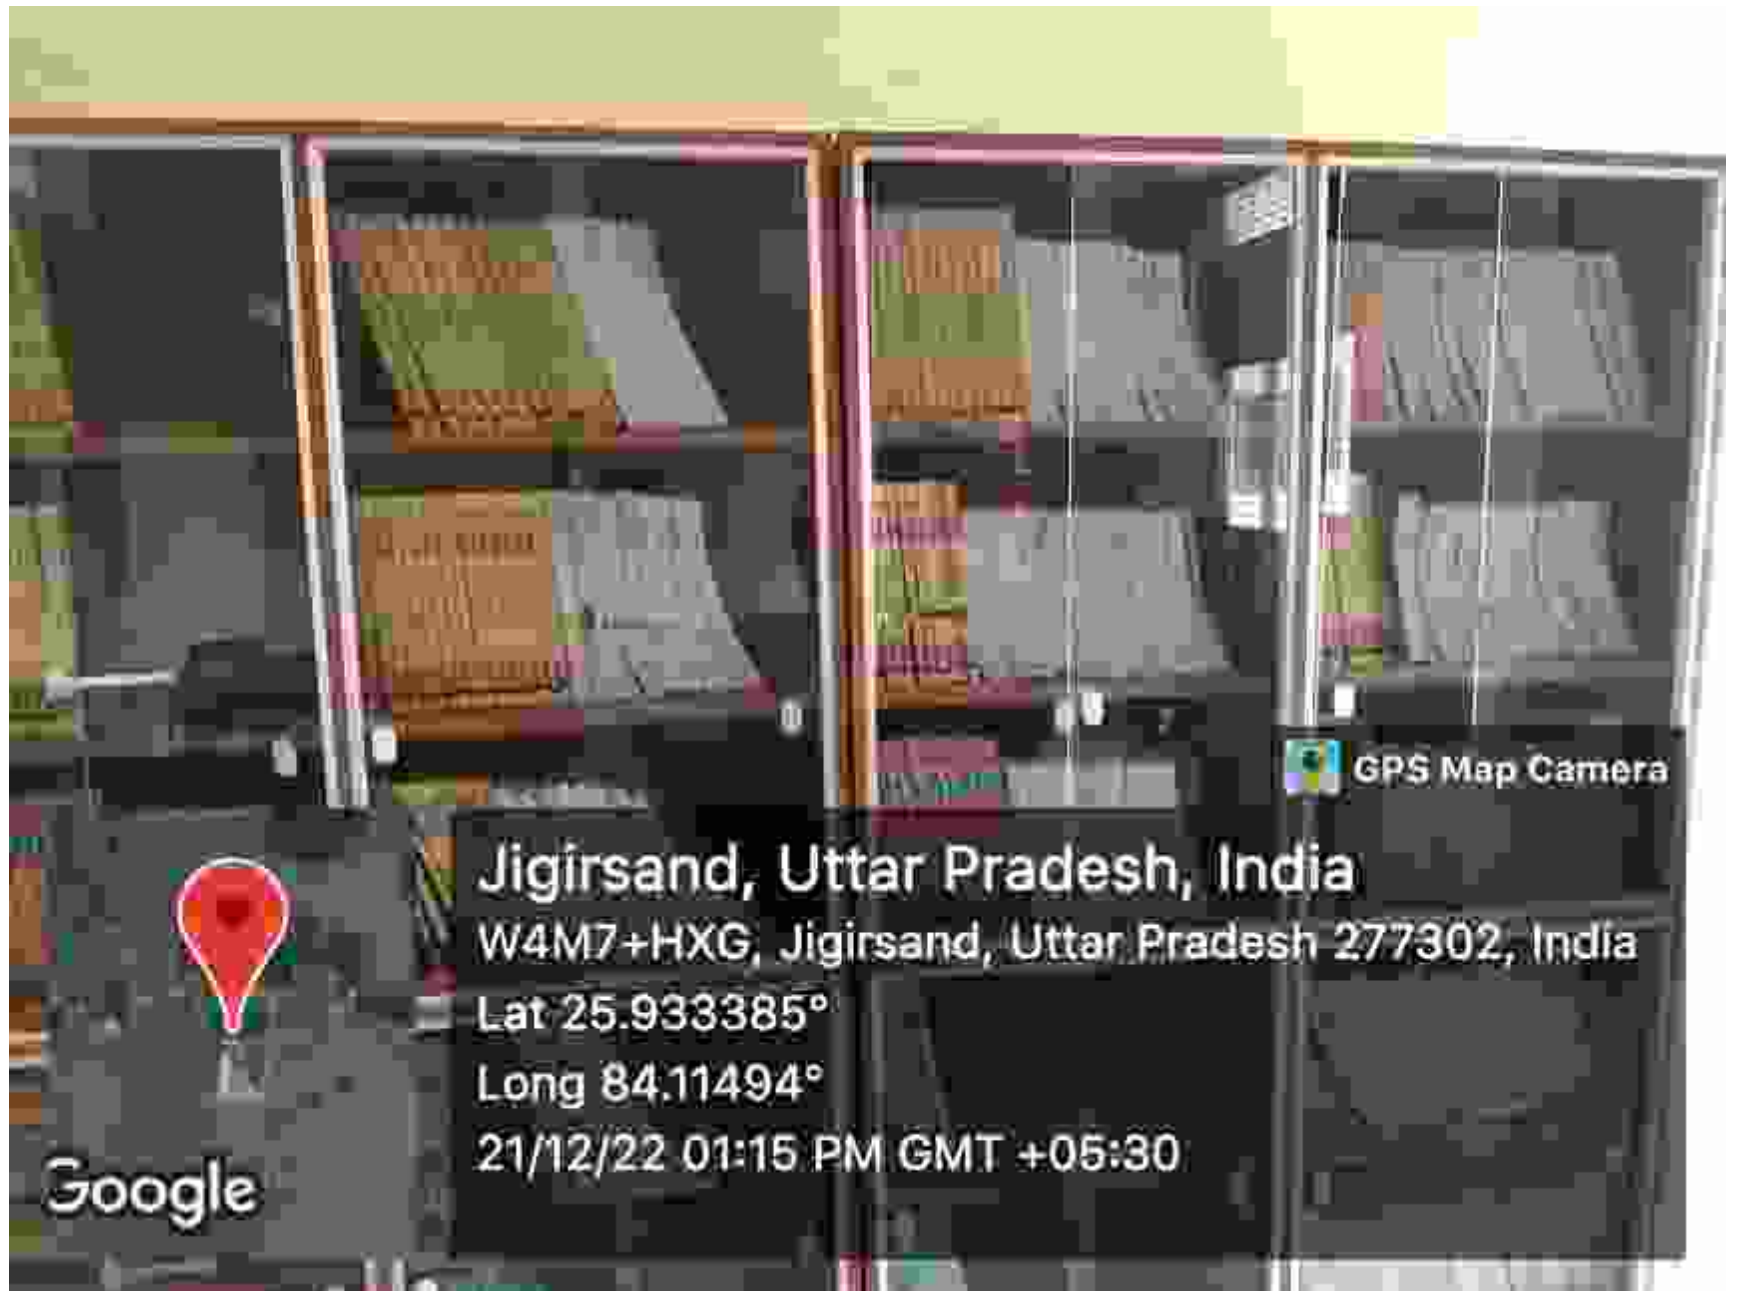 GPS Map Camera
Jigirsand, Uttar Pradesh, India
W4M7+HXG, Jigirsand, Uttar Pradesh 277302, India
Lat 25.933385°
Long 84.11494°
21/12/22 01:15 PM GMT +05:30
Google